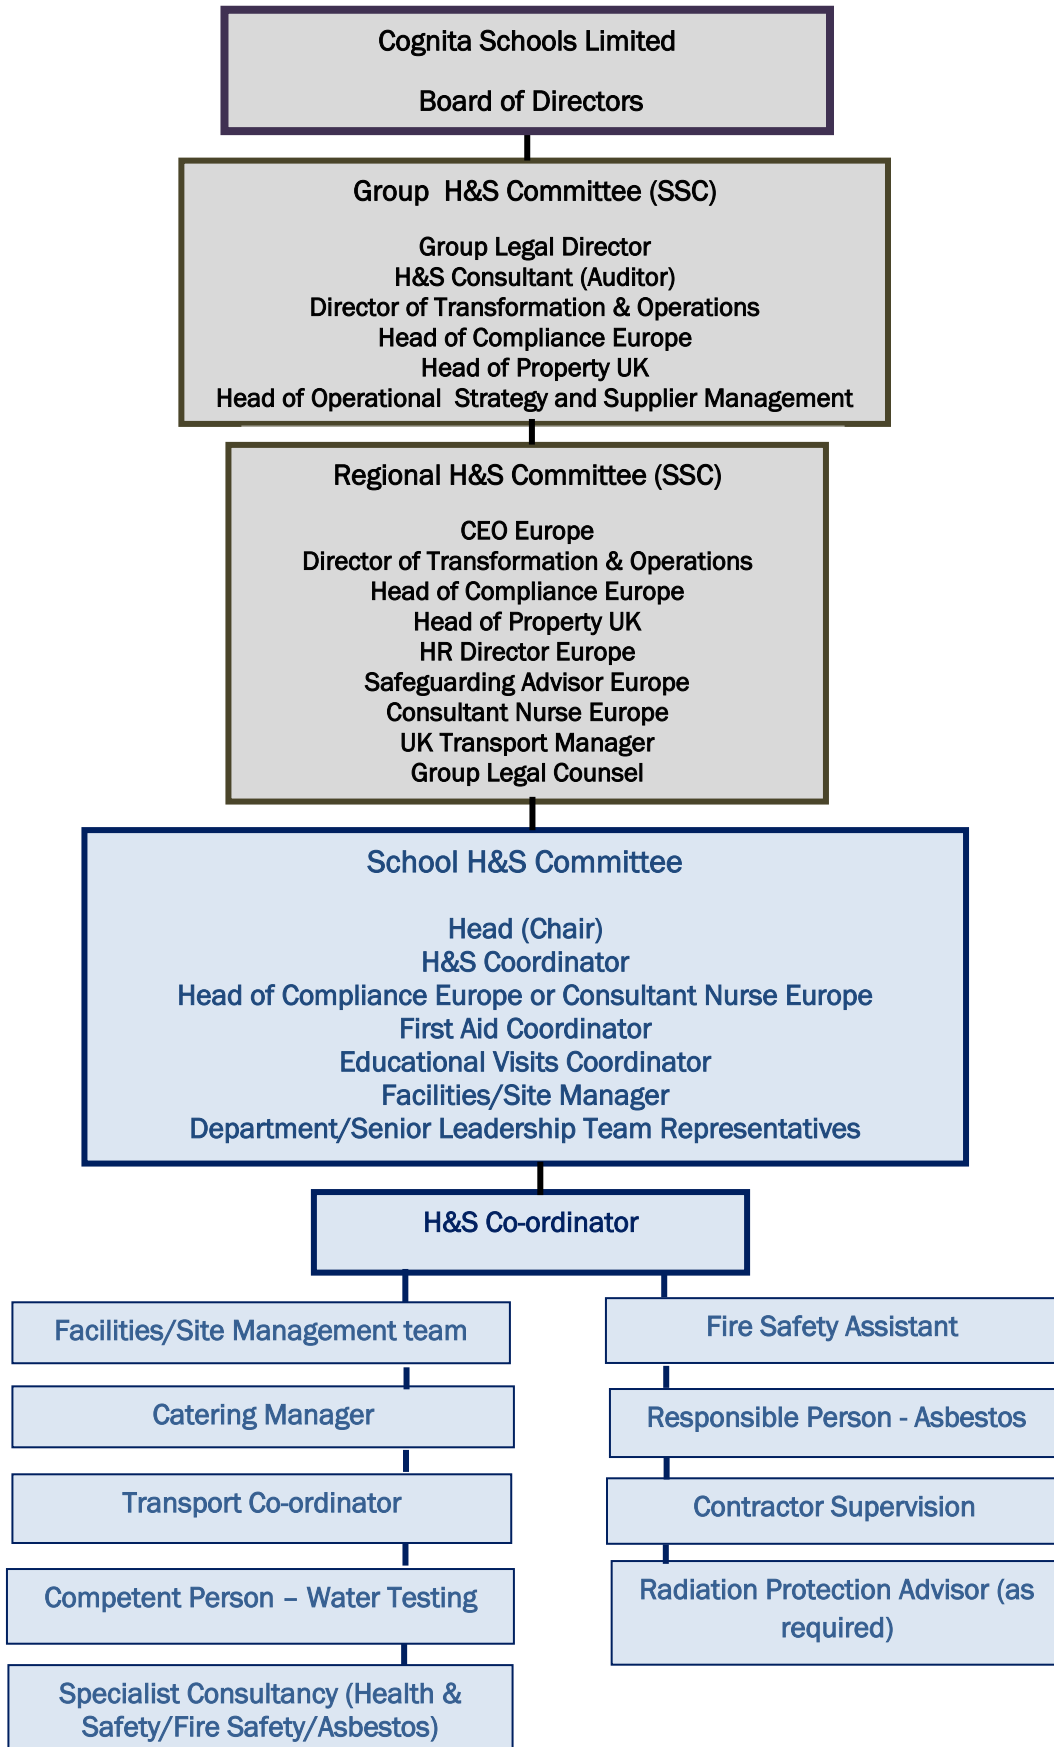 Cognita Schools Limited
Board of Directors
Group H&S Committee (SSC)
Group Legal Director
H&S Consultant (Auditor)
Director of Transformation & Operations
Head of Compliance Europe
Head of Property UK
Head of Operational Strategy and Supplier Management
Regional H&S Committee (SSC)
CEO Europe
Director of Transformation & Operations
Head of Compliance Europe
Head of Property UK
HR Director Europe
Safeguarding Advisor Europe
Consultant Nurse Europe
UK Transport Manager
Group Legal Counsel
School H&S Committee
Head (Chair)
H&S Coordinator
Head of Compliance Europe or Consultant Nurse Europe
First Aid Coordinator
Educational Visits Coordinator
Facilities/Site Manager
Department/Senior Leadership Team Representatives
H&S Co-ordinator
Facilities/Site Management team
Catering Manager
Transport Co-ordinator
Competent Person – Water Testing
Specialist Consultancy (Health &
Safety/Fire Safety/Asbestos)
Fire Safety Assistant
Responsible Person - Asbestos
Contractor Supervision
Radiation Protection Advisor (as
required)